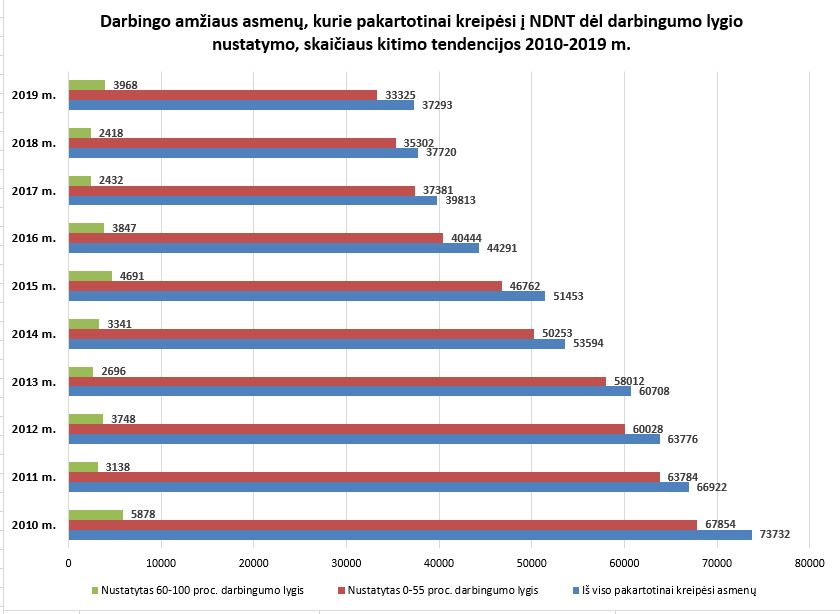 Darbingo amžiaus asmenų, kurie pakartotinai kreipėsi į NDNT dėl darbingumo lygio
nustatymo, skaičiaus kitimo tendencijos 2010-2019 m.
3968
2019 m.
33325
37293
2418
2018 m.
35302
37720
2432
2017 m.
37381
39813
3847
2016 m.
40444
44291
4691
2015 m.
46762
51453
3341
2014 m.
50253
53594
2696
2013 m.
58012
60708
3748
2012 m.
60028
63776
3138
2011 m.
63784
66922
5878
2010 m.
67854
73732
0 10000 20000 30000 40000 50000 60000 70000 80000
Nustatytas 60-100 proc. darbingumo lygis Nustatytas 0-55 proc. darbingumo lygis Iš viso pakartotinai kreipėsi asmenų